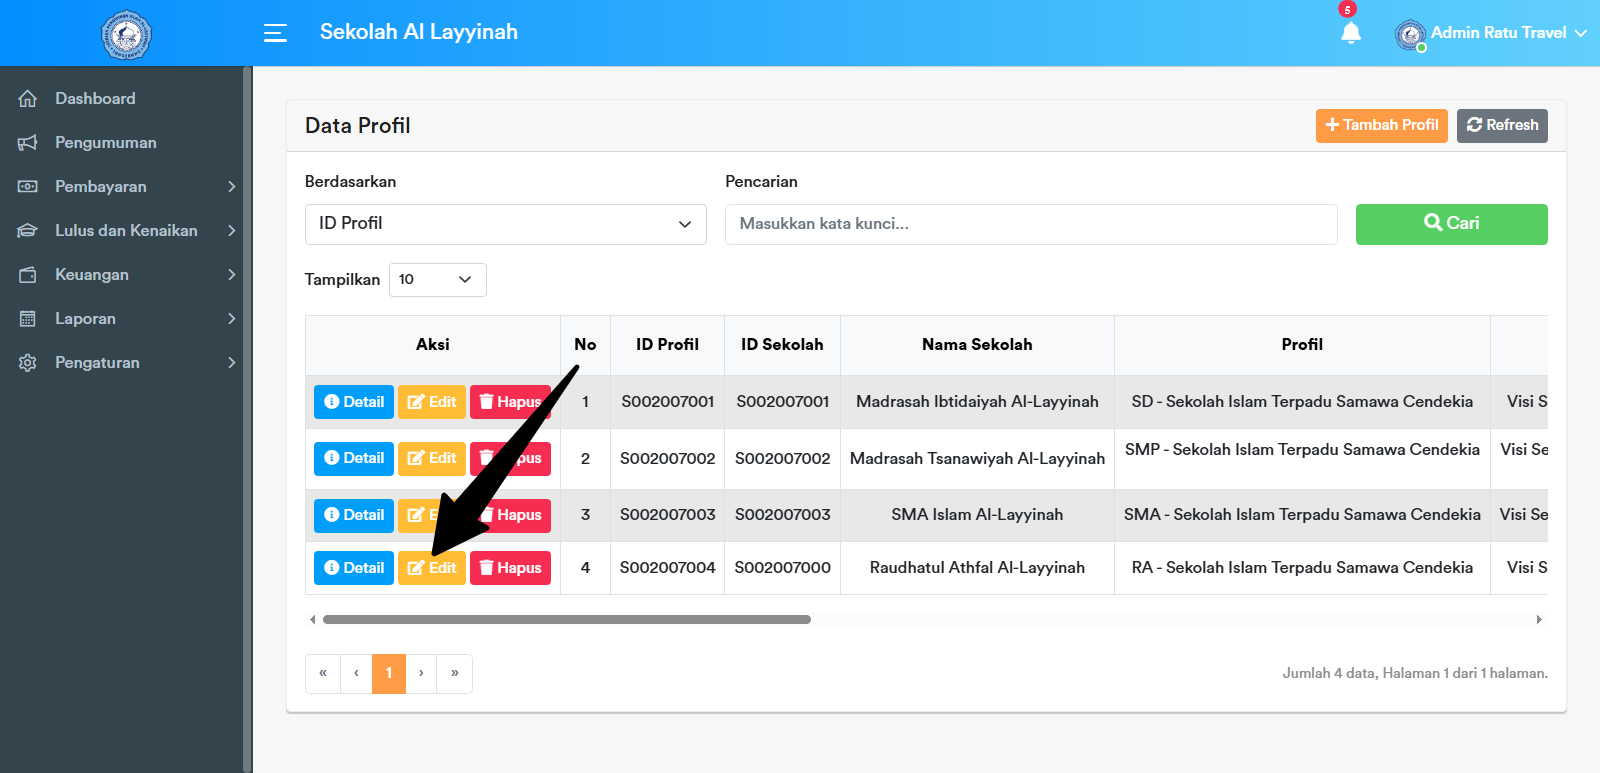 Sekolah Al Layyinah
5
Admin Ratu Travel
Dashboard
Pengumuman
Pembayaran
Lulus dan Kenaikan
Keuangan
Laporan
Pengaturan
Data Profil
Tambah Profil
Refresh
Berdasarkan
Pencarian
ID Profil
Masukkan kata kunci...
Cari
Tampilkan 10
Aksi No ID Profil ID Sekolah Nama Sekolah Profil
Detail Edit Hapus 1 S002007001 S002007001 Madrasah Ibtidaiyah Al-Layyinah SD - Sekolah Islam Terpadu Samawa Cendekia Visi S
Detail Edit pus 2 S002007002 S002007002 Madrasah Tsanawiyah Al-Layyinah SMP - Sekolah Islam Terpadu Samawa Cendekia Visi Se
Detail E Hapus 3 S002007003 S002007003 SMA Islam Al-Layyinah SMA - Sekolah Islam Terpadu Samawa Cendekia Visi Se
Detail Edit Hapus 4 S002007004 S002007000 Raudhatul Athfal Al-Layyinah RA - Sekolah Islam Terpadu Samawa Cendekia Visi S
« ‹ 1 › »
Jumlah 4 data, Halaman 1 dari 1 halaman.